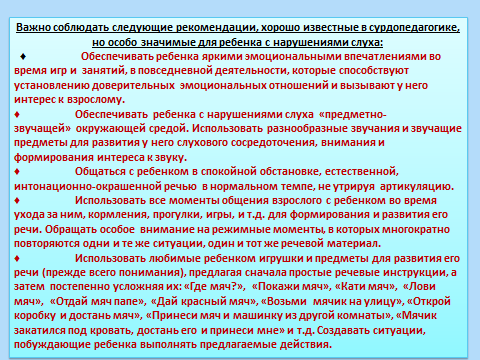 Важно соблюдать следующие рекомендации, хорошо известные в сурдопедагогике,
но особо значимые для ребенка с нарушениями слуха:
♦ Обеспечивать ребенка яркими эмоциональными впечатлениями во
время игр и занятий, в повседневной деятельности, которые способствуют
установлению доверительных эмоциональных отношений и вызывают у него
интерес к взрослому.
♦ Обеспечивать ребенка с нарушениями слуха «предметно-
звучащей» окружающей средой. Использовать разнообразные звучания и звучащие
предметы для развития у него слухового сосредоточения, внимания и
формирования интереса к звуку.
♦ Общаться с ребенком в спокойной обстановке, естественной,
интонационно-окрашенной речью в нормальном темпе, не утрируя артикуляцию.
♦ Использовать все моменты общения взрослого с ребенком во время
ухода за ним, кормления, прогулки, игры, и т.д. для формирования и развития его
речи. Обращать особое внимание на режимные моменты, в которых многократно
повторяются одни и те же ситуации, один и тот же речевой материал.
♦ Использовать любимые ребенком игрушки и предметы для развития его
речи (прежде всего понимания), предлагая сначала простые речевые инструкции, а
затем постепенно усложняя их: «Где мяч?», «Покажи мяч», «Кати мяч», «Лови
мяч», «Отдай мяч папе», «Дай красный мяч», «Возьми мячик на улицу», «Открой
коробку и достань мяч», «Принеси мяч и машинку из другой комнаты», «Мячик
закатился под кровать, достань его и принеси мне» и т.д. Создавать ситуации,
побуждающие ребенка выполнять предлагаемые действия.